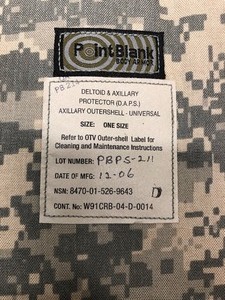 PointBlank
BODY ARMOR
DELTOID & AXILLARY
PROTECTOR (D.A.P.S.)
AXILLARY OUTERSHELL - UNIVERSAL
SIZE: ONE SIZE
Refer to OTV Outer-shell Label for
Cleaning and Maintenance Instructions
LOT NUMBER: PBPS-211
DATE OF MFG: 12-06
NSN: 8470-01-526-9643
D
CONT. No: W91CRB-04-D-0014